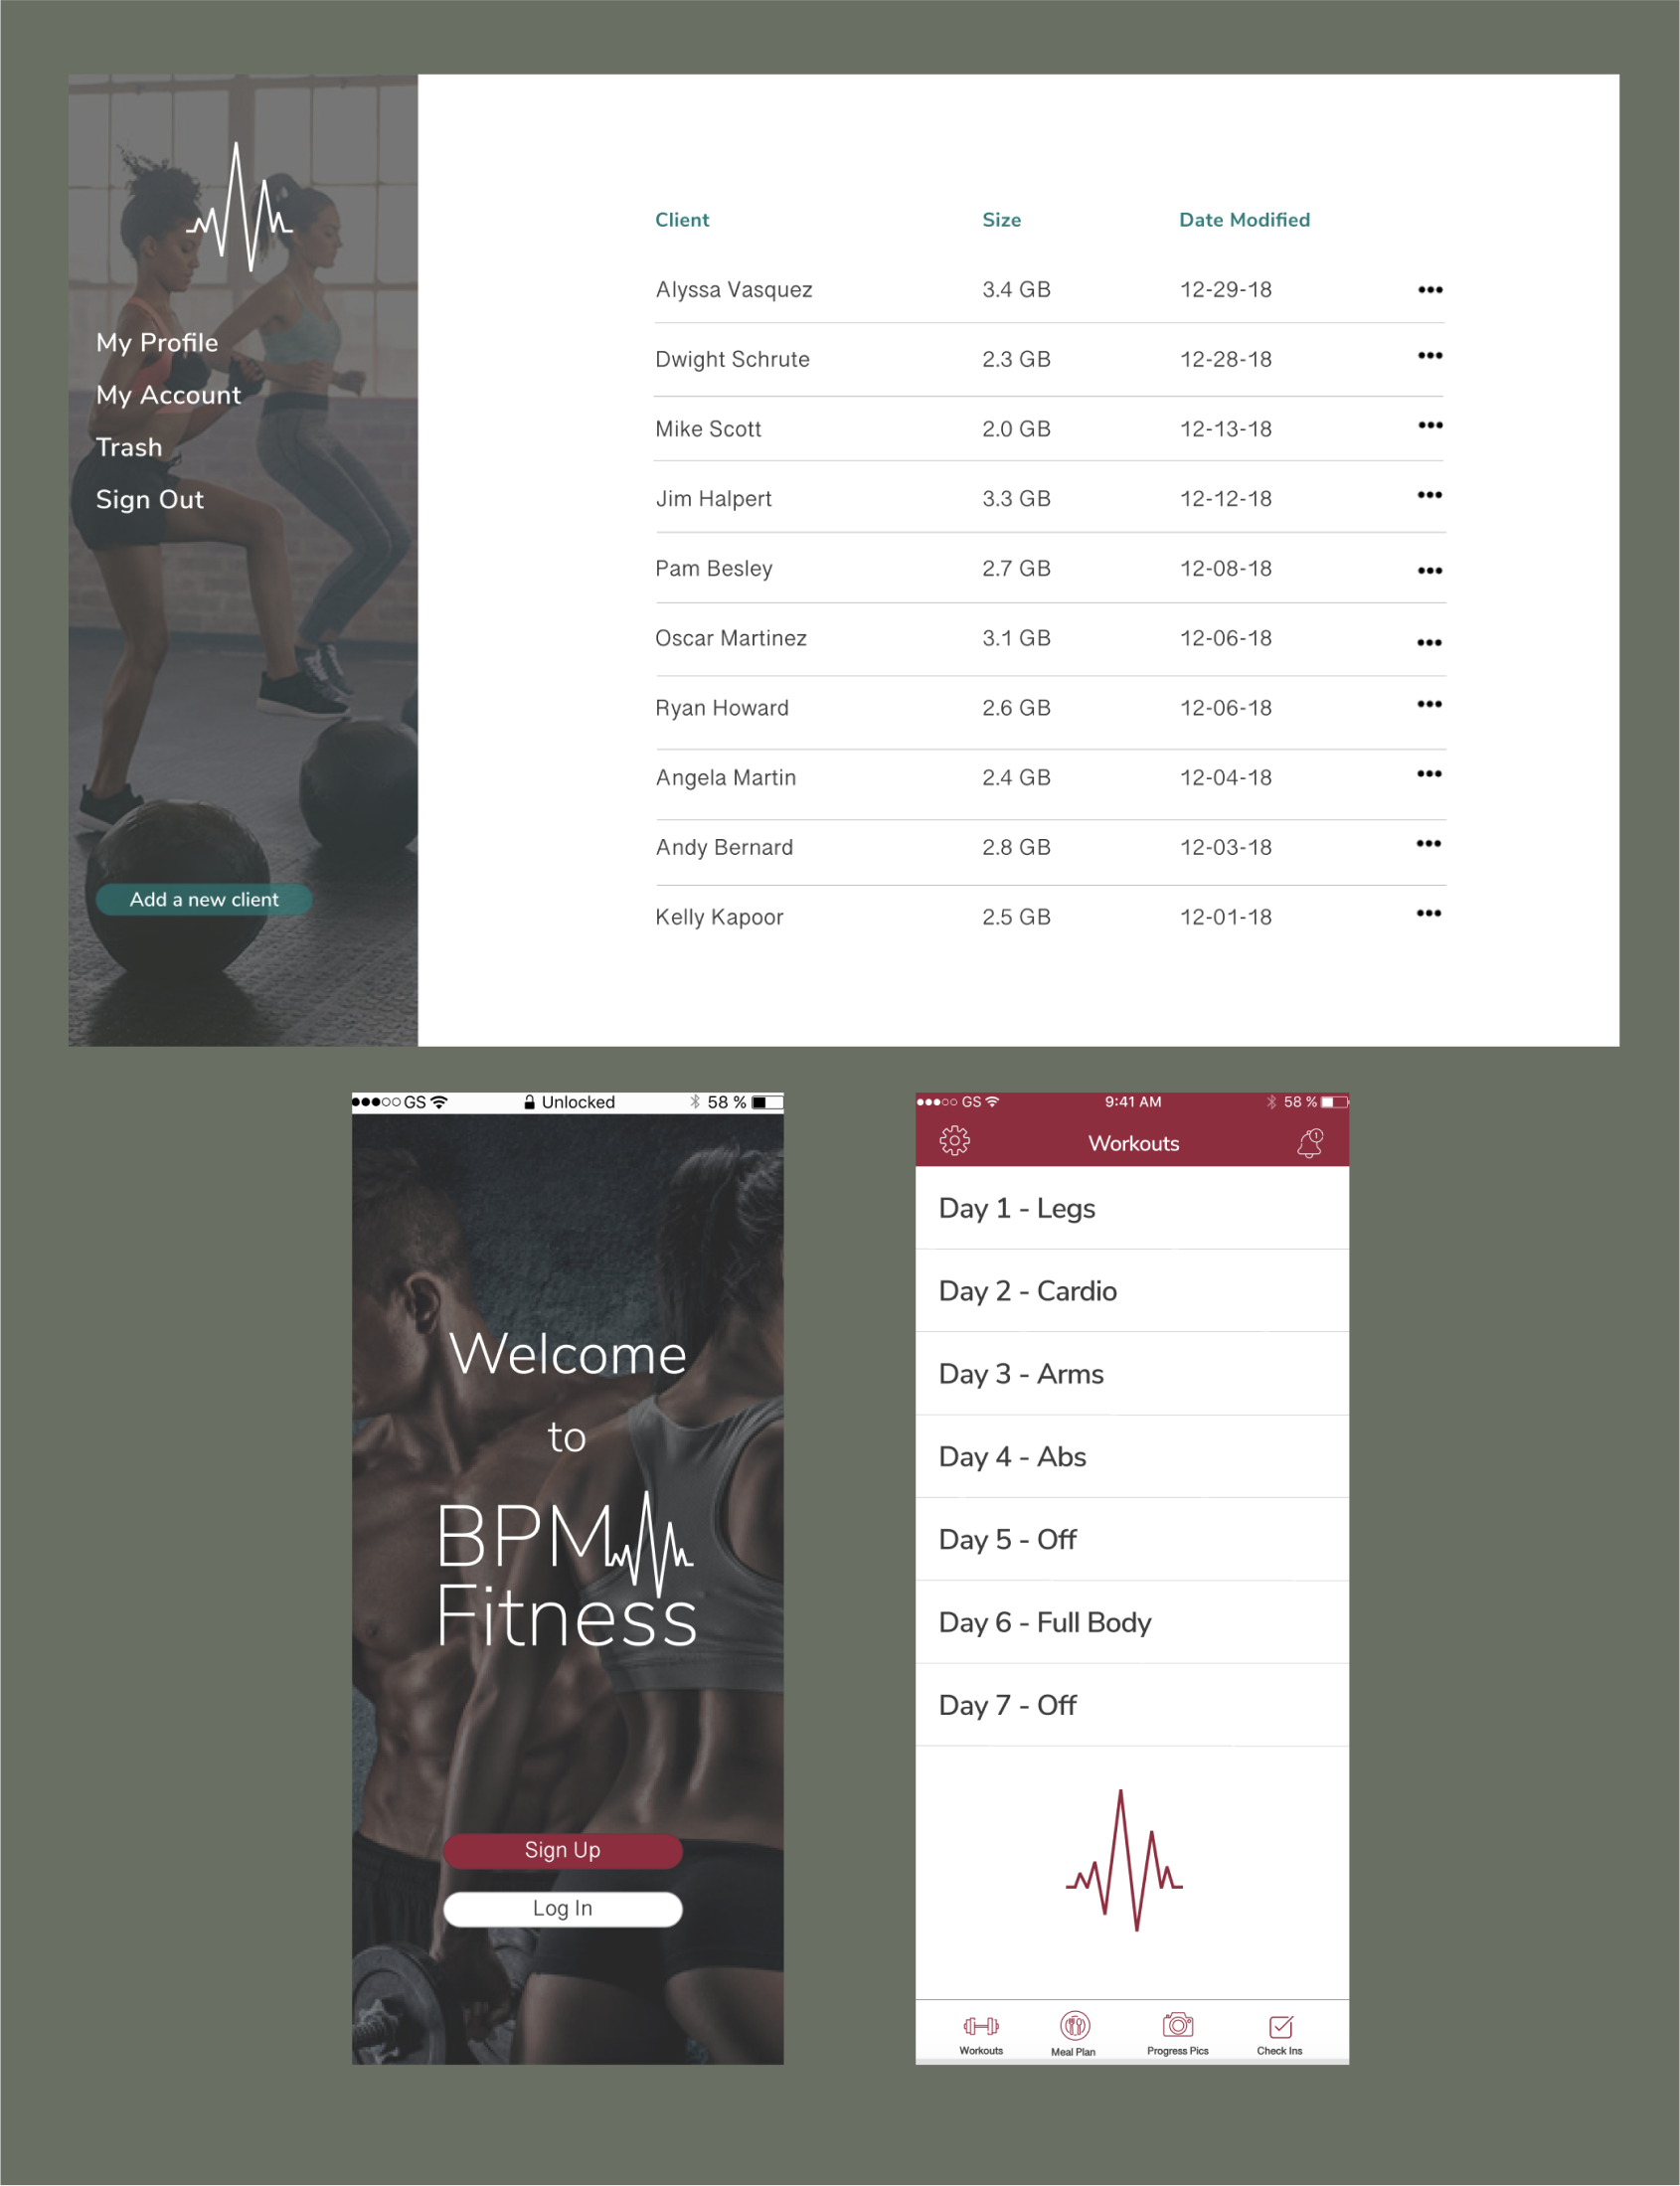 My Profile
My Account
Trash
Sign Out
Add a new client
Client Size Date Modified
Alyssa Vasquez 3.4 GB 12-29-18
Dwight Schrute 2.3 GB 12-28-18
Mike Scott 2.0 GB 12-13-18
Jim Halpert 3.3 GB 12-12-18
Pam Besley 2.7 GB 12-08-18
Oscar Martinez 3.1 GB 12-06-18
Ryan Howard 2.6 GB 12-06-18
Angela Martin 2.4 GB 12-04-18
Andy Bernard 2.8 GB 12-03-18
Kelly Kapoor 2.5 GB 12-01-18
GS Unlocked 58 %
Welcome
to
BPM
Fitness
Sign Up
Log In
GS 9:41 AM 58 %
Workouts 1
Day 1 - Legs
Day 2 - Cardio
Day 3 - Arms
Day 4 - Abs
Day 5 - Off
Day 6 - Full Body
Day 7 - Off
Workouts Meal Plan Progress Pics Check Ins